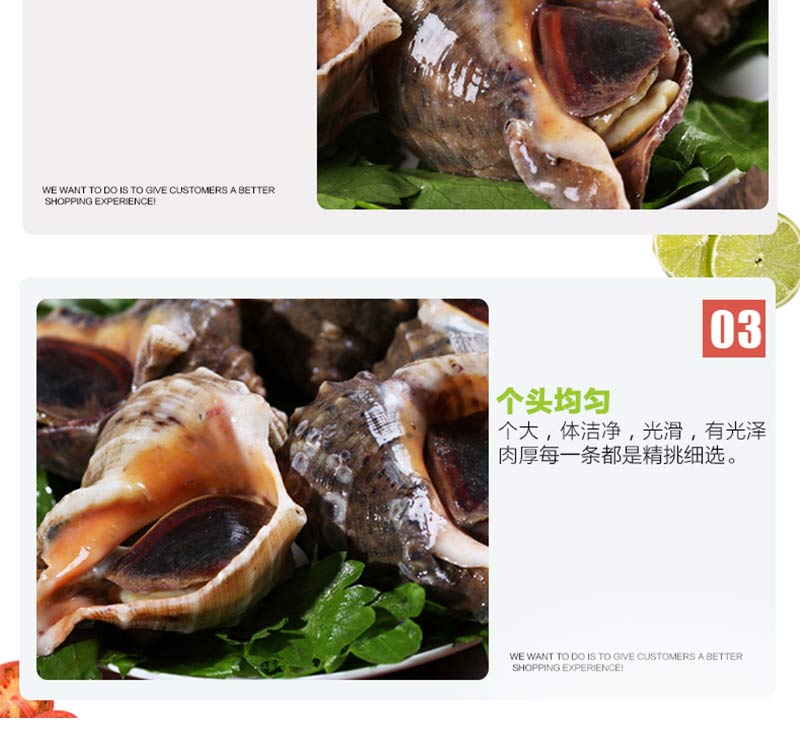 WE WANT TO DO IS TO GIVE CUSTOMERS A BETTER
SHOPPING EXPERIENCE!
03
个头均匀
个大，体洁净，光滑，有光泽
肉厚每一条都是精挑细选。
WE WANT TO DO IS TO GIVE CUSTOMERS A BETTER
SHOPPING EXPERIENCE!